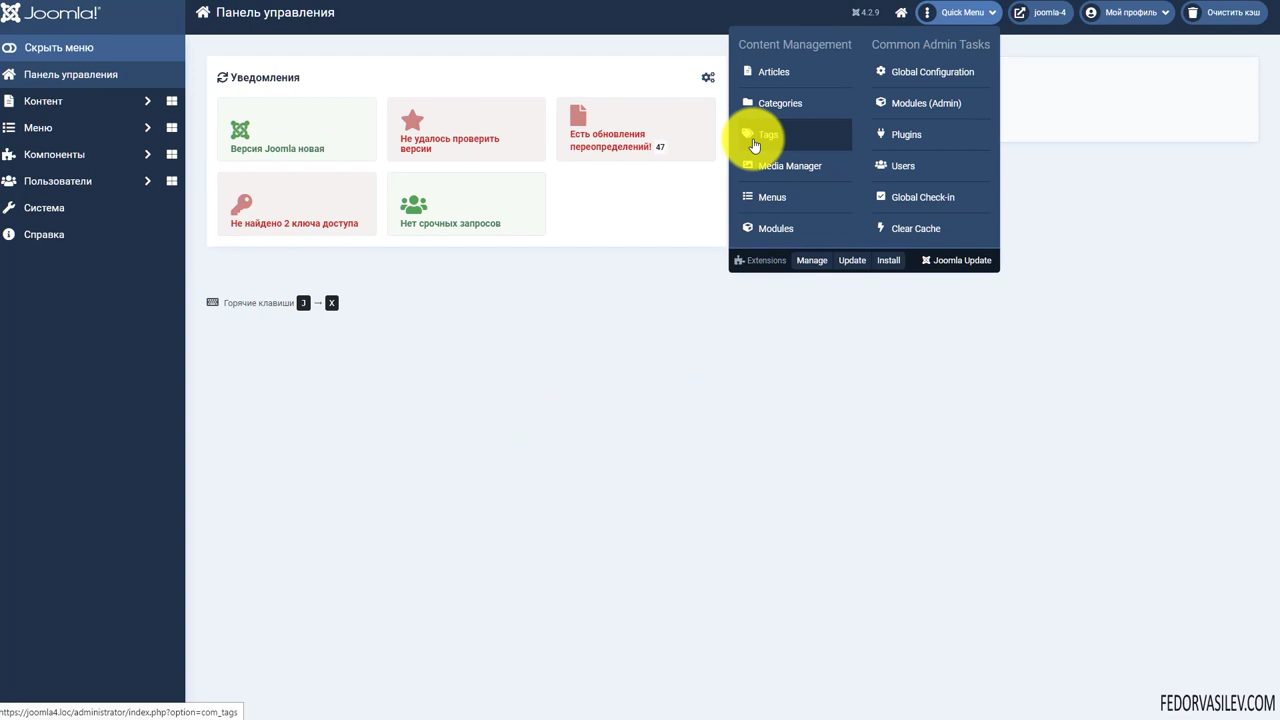 Joomla!®
Панель управления
4.2.9
Quick Menu
joomla-4
Мой профиль
Очистить кэш
Скрыть меню
Панель управления
Контент
Меню
Компоненты
Пользователи
Система
Справка
Уведомления
Версия Joomla новая
Не удалось проверить
версии
Есть обновления
переопределений! 47
Не найдено 2 ключа доступа
Нет срочных запросов
Горячие клавиши J → X
Content Management
Articles
Categories
Tags
Media Manager
Menus
Modules
Common Admin Tasks
Global Configuration
Modules (Admin)
Plugins
Users
Global Check-in
Clear Cache
Extensions Manage Update Install Joomla Update
https://joomla4.loc/administrator/index.php?option=com_tags
FEDORVASILEV.COM